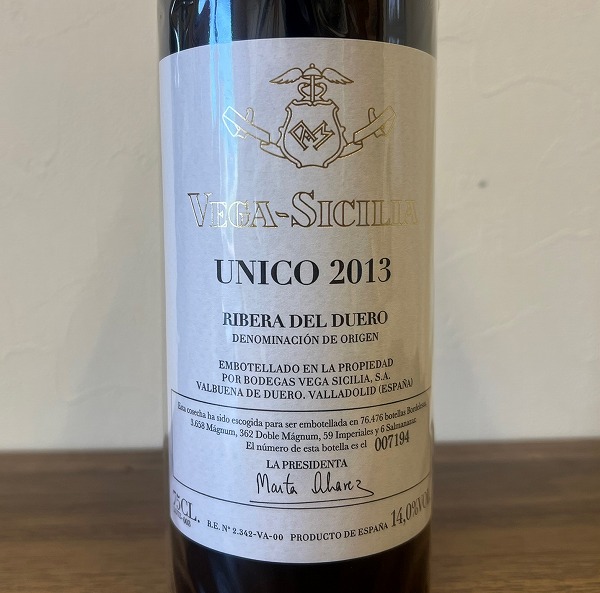 VEGA-SICILIA
UNICO 2013
RIBERA DEL DUERO
DENOMINACIÓN DE ORIGEN
EMBOTELLADO EN LA PROPIEDAD
POR BODEGAS VEGA SICILIA, S.A.
VALBUENA DE DUERO. VALLADOLID (ESPAÑA)
Esta cosecha ha sido escogida para ser embotellada en 76.476 botellas Bordelesas,
3.658 Mágnum, 362 Doble Mágnum, 59 Imperiales y 6 Salmanazar.
El número de esta botella es el 007194
LA PRESIDENTA
Marta Alvarez
75CL. R.E. Nº 2.342-VA-00 PRODUCTO DE ESPAÑA 14,0%VOL